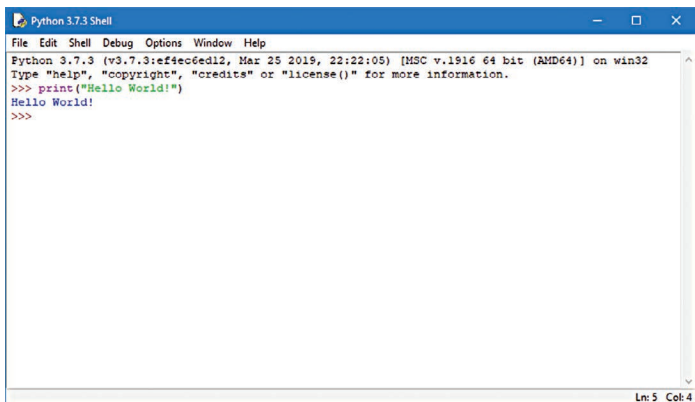 Python 3.7.3 Shell
File Edit Shell Debug Options Window Help
Python 3.7.3 (v3.7.3:ef4ec6ed12, Mar 25 2019, 22:22:05) [MSC v.1916 64 bit (AMD64)] on win32
Type "help", "copyright", "credits" or "license()" for more information.
>>> print("Hello World!")
Hello World!
>>>
Ln: 5 Col: 4